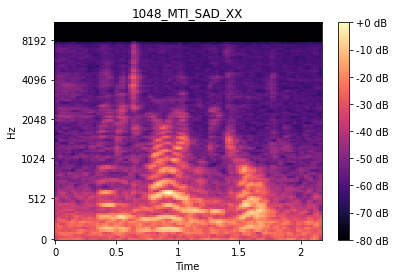 1048_MTI_SAD_XX
+0 dB
8192
-10 dB
4096
-20 dB
-30 dB
Hz
2048
-40 dB
1024
-50 dB
512
-60 dB
-70 dB
0
-80 dB
0 0.5 1 1.5 2
Time